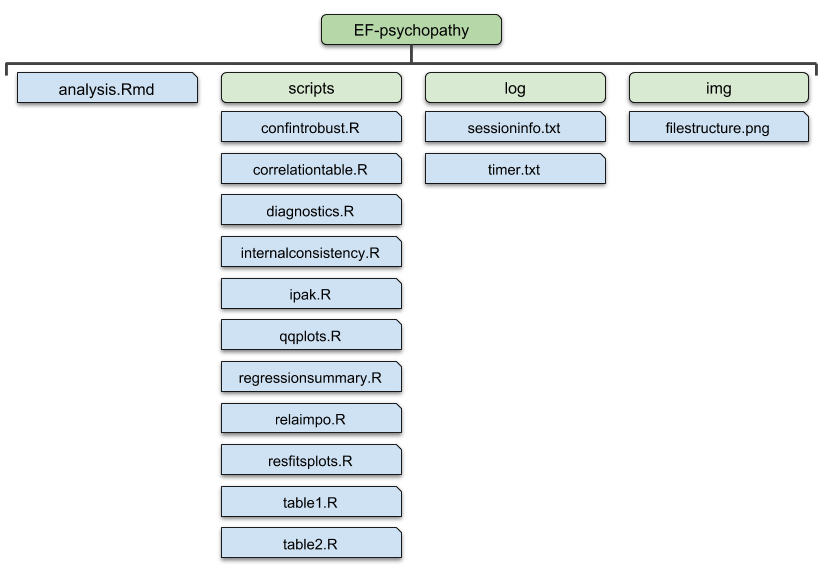 EF-psychopathy
analysis.Rmd
scripts
confintrobust.R
correlationtable.R
diagnostics.R
internalconsistency.R
ipak.R
qqplots.R
regressionsummary.R
relaimpo.R
resfitsplots.R
table1.R
table2.R
log
sessioninfo.txt
timer.txt
img
filestructure.png